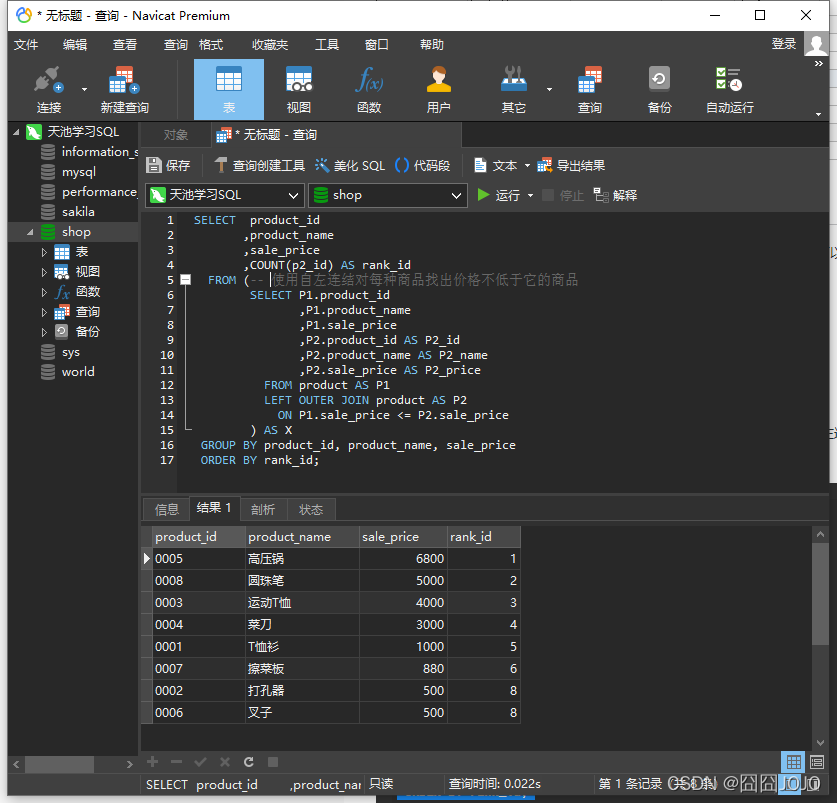 * 无标题 - 查询 - Navicat Premium
文件 编辑 查看 查询 格式 收藏夹 工具 窗口 帮助 登录
连接 新建查询 表 视图 函数 用户 其它 查询 备份 自动运行
天池学习SQL
information_s
mysql
performance_
sakila
shop
表
视图
函数
查询
备份
sys
world
对象 * 无标题 - 查询
保存 查询创建工具 美化 SQL 代码段 文本 导出结果
天池学习SQL shop 运行 停止 解释
1 SELECT product_id
2 ,product_name
3 ,sale_price
4 ,COUNT(p2_id) AS rank_id
5 FROM (-- 使用自左连结对每种商品找出价格不低于它的商品
6 SELECT P1.product_id
7 ,P1.product_name
8 ,P1.sale_price
9 ,P2.product_id AS P2_id
10 ,P2.product_name AS P2_name
11 ,P2.sale_price AS P2_price
12 FROM product AS P1
13 LEFT OUTER JOIN product AS P2
14 ON P1.sale_price <= P2.sale_price
15 ) AS X
16 GROUP BY product_id, product_name, sale_price
17 ORDER BY rank_id;
信息 结果 1 剖析 状态
product_id product_name sale_price rank_id
0005 高压锅 6800 1
0008 圆珠笔 5000 2
0003 运动T恤 4000 3
0004 菜刀 3000 4
0001 T恤衫 1000 5
0007 擦菜板 880 6
0002 打孔器 500 8
0006 叉子 500 8
SELECT product_id ,product_nar 只读 查询时间: 0.022s 第 1 条记录 (共 8 条)
CSDN @囧囧JOJO